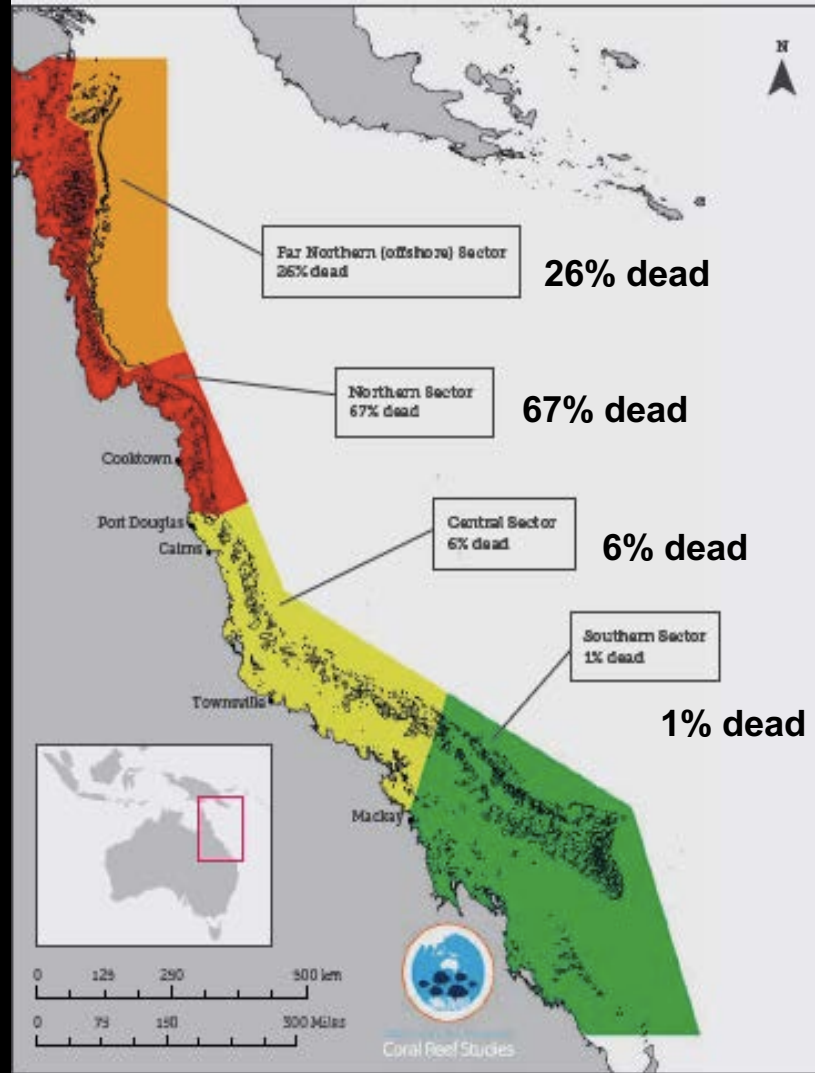 N
Far Northern (offshore) Sector
26% dead
26% dead
Northern Sector
67% dead
67% dead
Cooktown
Port Douglas
Cairns
Central Sector
6% dead
6% dead
Southern Sector
1% dead
1% dead
Townsville
Mackay
0 125 250 500 km
0 75 150 300 Miles
Coral Reef Studies